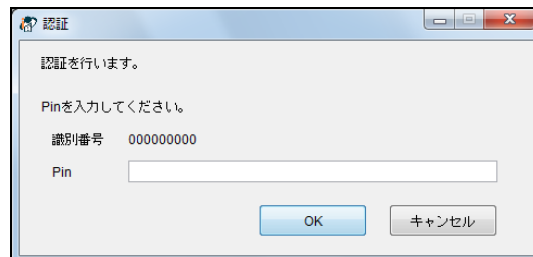 認証
認証を行います。
Pinを入力してください。
識別番号 000000000
Pin
OK キャンセル